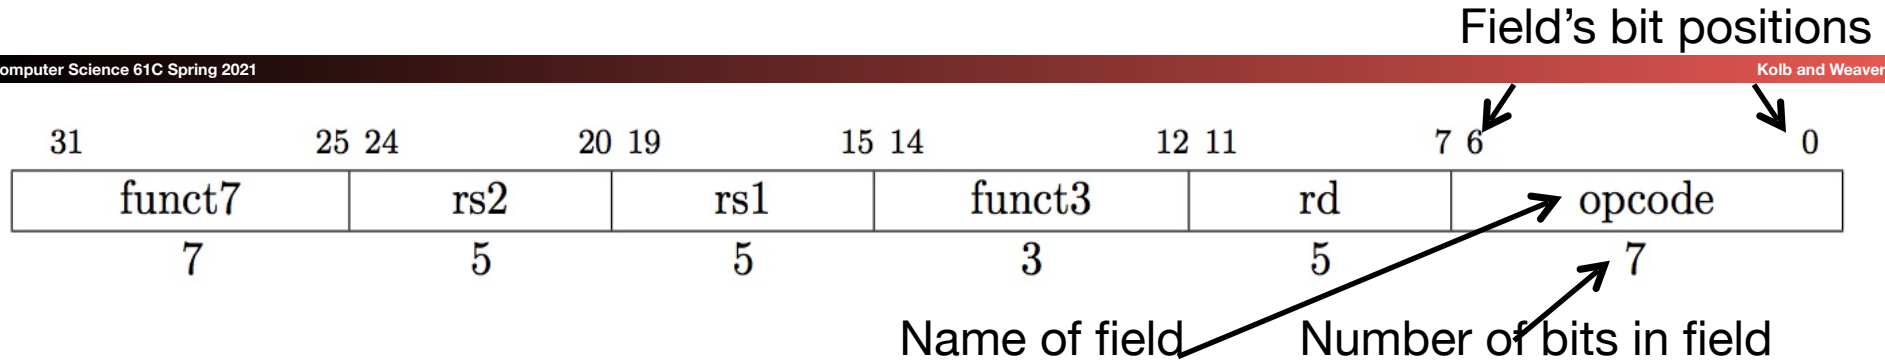 Field's bit positions
omputer Science 61C Spring 2021 Kolb and Weaver
31 25 24 20 19 15 14 12 11 7 6 0
funct7 rs2 rs1 funct3 rd opcode
7 5 5 3 5 7
Name of field Number of bits in field